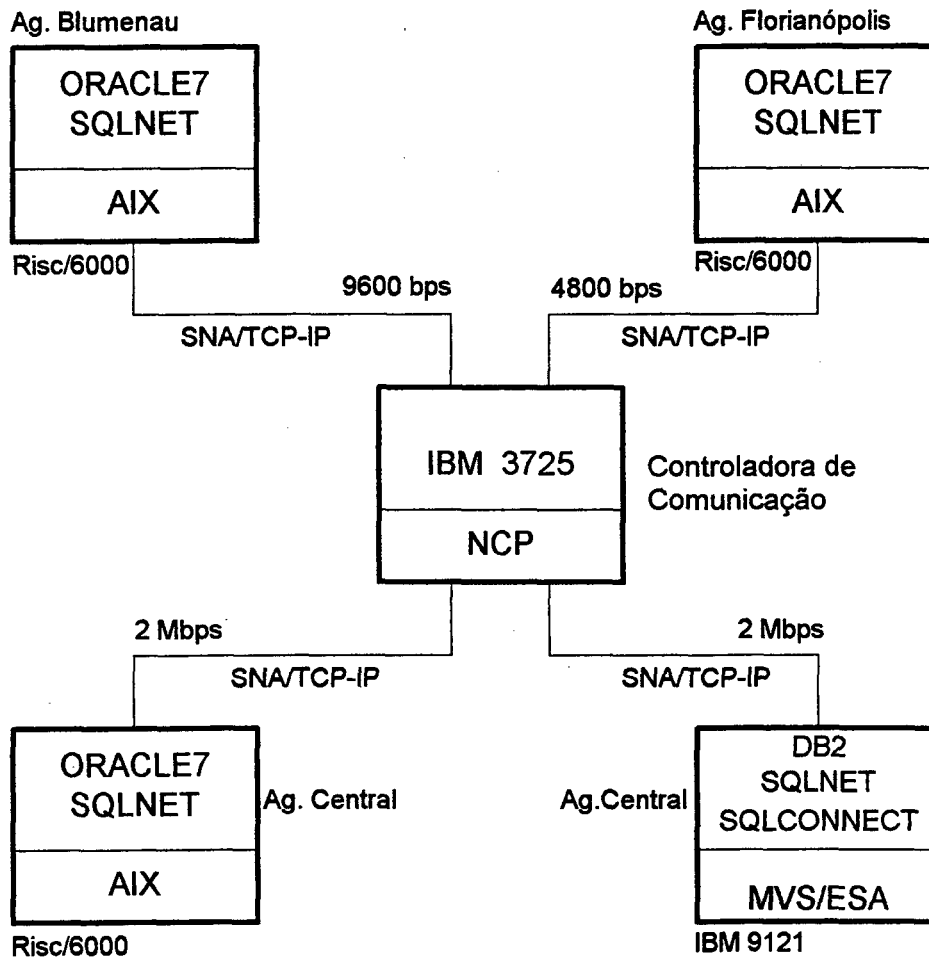 Ag. Blumenau
ORACLE7
SQLNET
AIX
Risc/6000
Ag. Florianópolis
ORACLE7
SQLNET
AIX
Risc/6000
9600 bps
SNA/TCP-IP
4800 bps
SNA/TCP-IP
IBM 3725
NCP
Controladora de
Comunicação
2 Mbps
SNA/TCP-IP
2 Mbps
SNA/TCP-IP
ORACLE7
SQLNET
AIX
Ag. Central
Risc/6000
Ag.Central
DB2
SQLNET
SQLCONNECT
MVS/ESA
IBM 9121